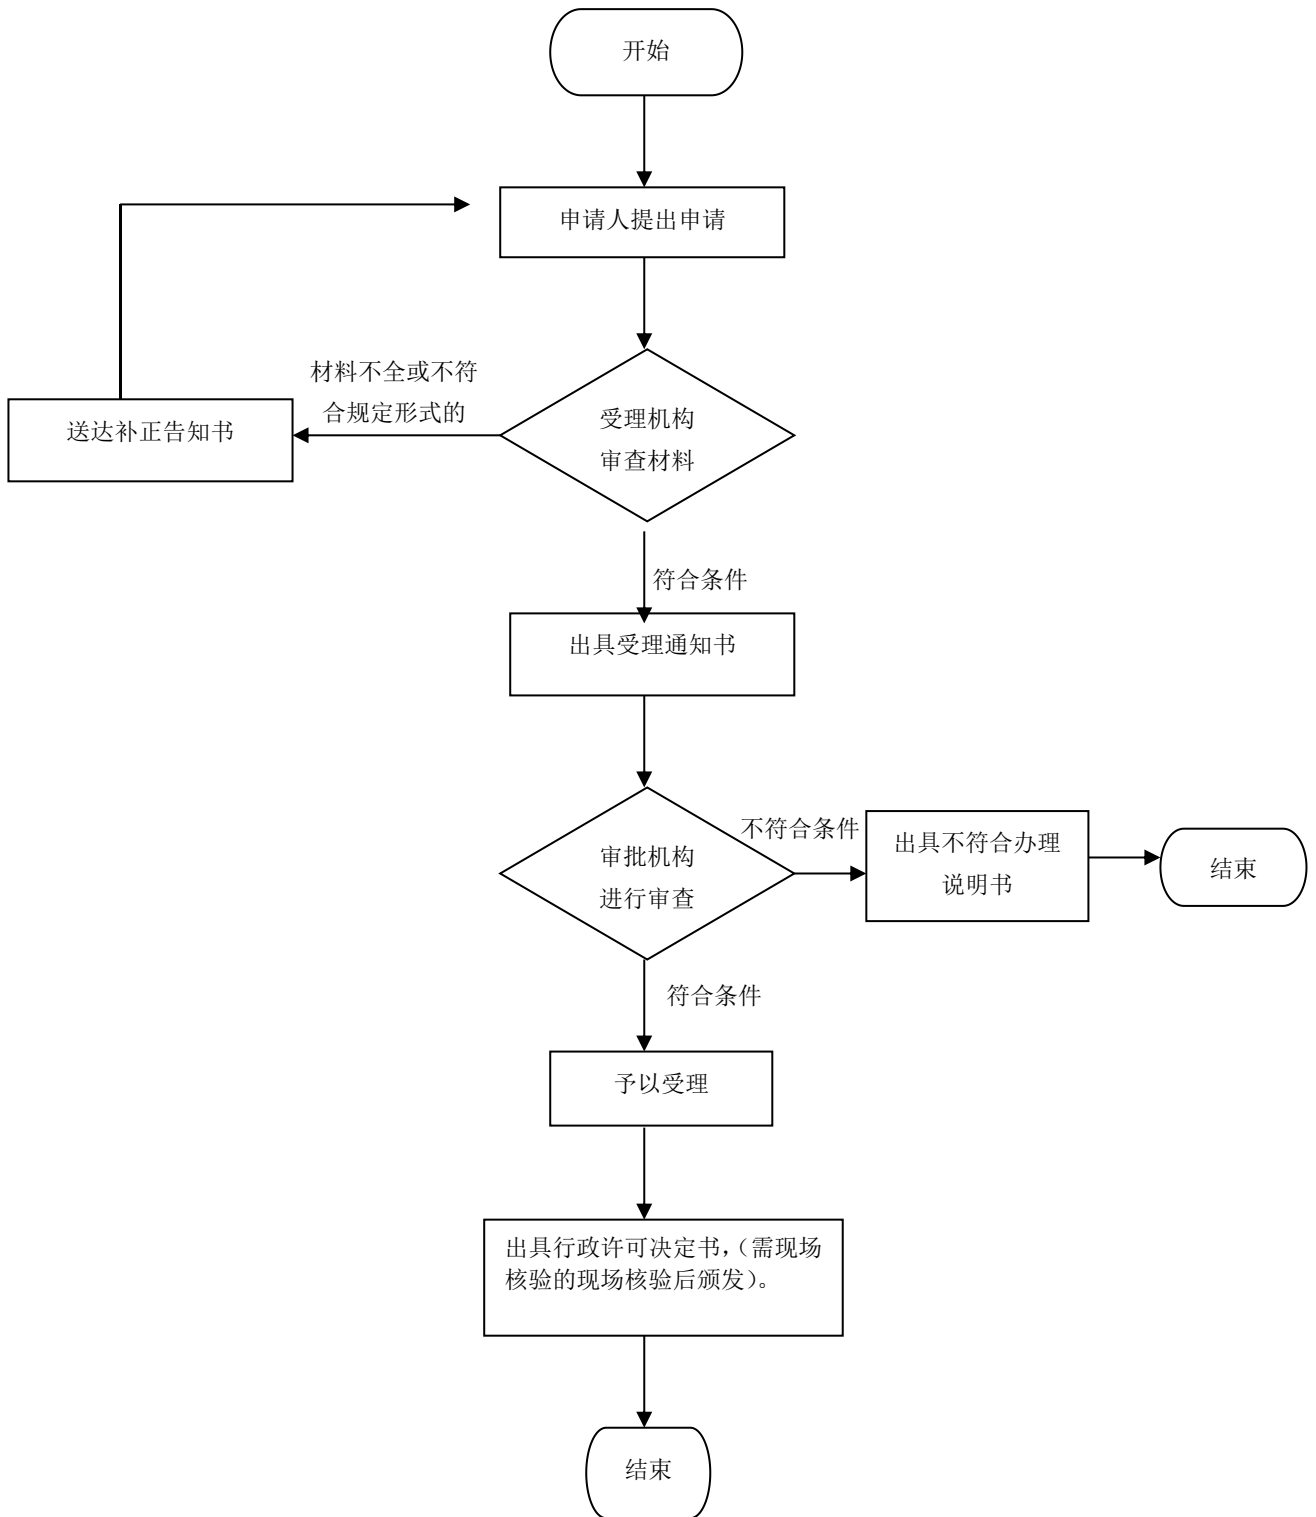 开始
申请人提出申请
材料不全或不符
合规定形式的
受理机构
审查材料
送达补正告知书
符合条件
出具受理通知书
不符合条件
审批机构
进行审查
出具不符合办理
说明书
结束
符合条件
予以受理
出具行政许可决定书，（需现场
核验的现场核验后颁发）。
结束